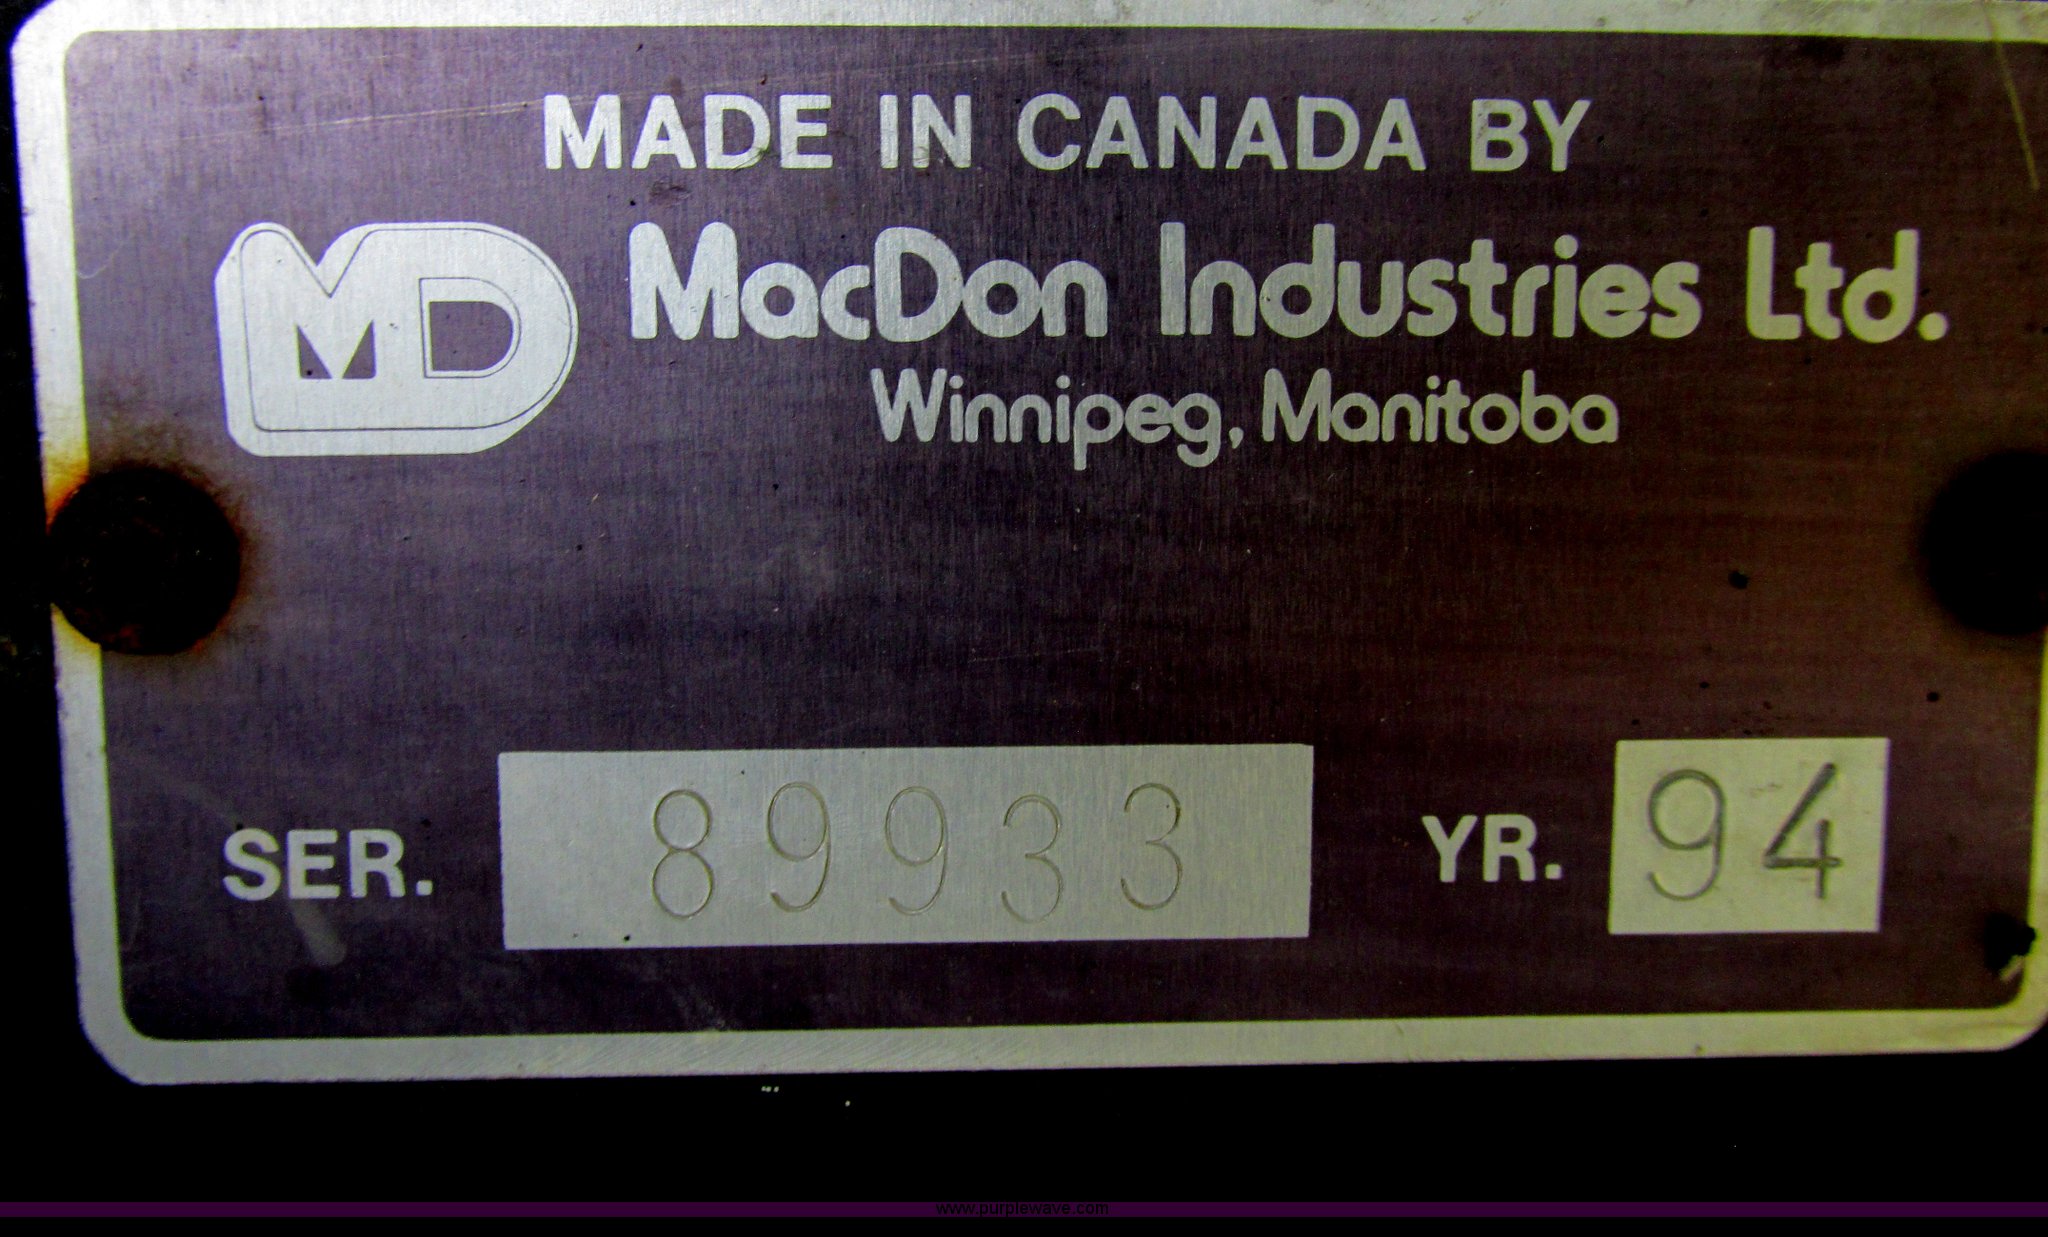 MADE IN CANADA BY
MD MacDon Industries Ltd.
Winnipeg, Manitoba
SER. 89933 YR. 94
www.purplewave.com